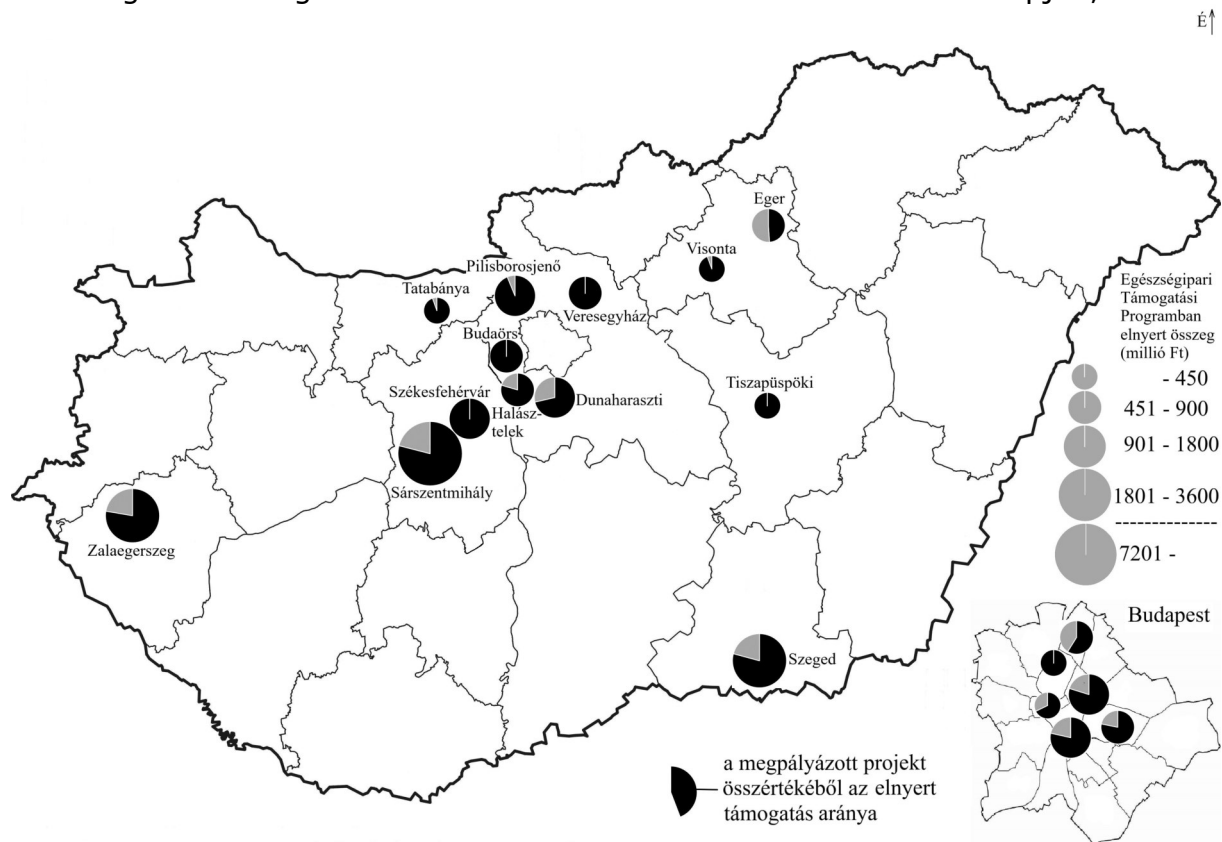 É
Eger
Visonta
Pilisborosjenő
Tatabánya
Veresegyház
Budaörs
Székesfehérvár
Halász-
telek
Dunaharaszti
Tiszapüspöki
Sárszentmihály
Zalaegerszeg
Szeged
Egészségipari
Támogatási
Programban
elnyert összeg
(millió Ft)
- 450
451 - 900
901 - 1800
1801 - 3600
7201 -
Budapest
a megpályázott projekt
összértékéből az elnyert
támogatás aránya